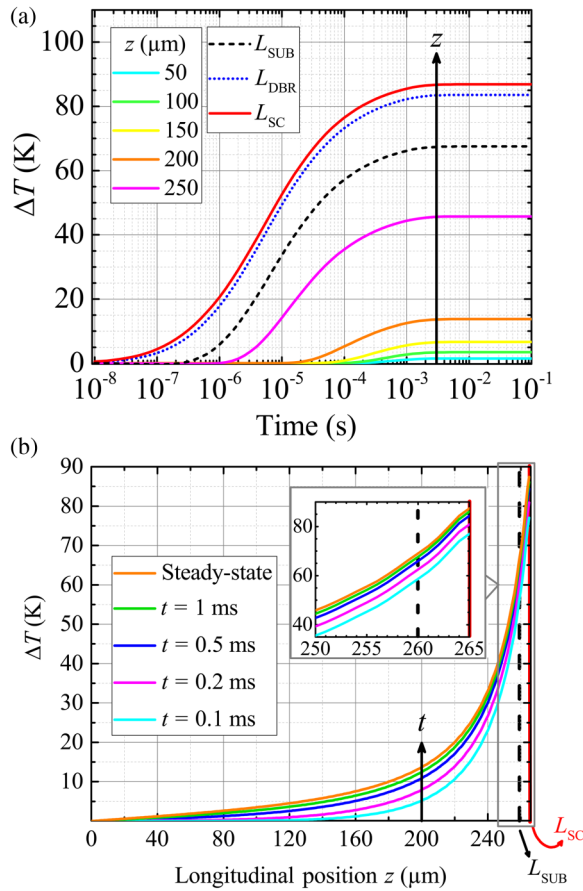 (a)
110
100
80
60
40
20
0
ΔT (K)
z (µm)
50
100
150
200
250
L_SUB
L_DBR
L_SC
z
10^-8 10^-7 10^-6 10^-5 10^-4 10^-3 10^-2 10^-1
Time (s)
(b)
90
80
70
60
50
40
30
20
10
ΔT (K)
Steady-state
t = 1 ms
t = 0.5 ms
t = 0.2 ms
t = 0.1 ms
80
60
40
250 255 260 265
t
0 40 80 120 160 200 240
Longitudinal position z (µm)
L_SUB
L_SC